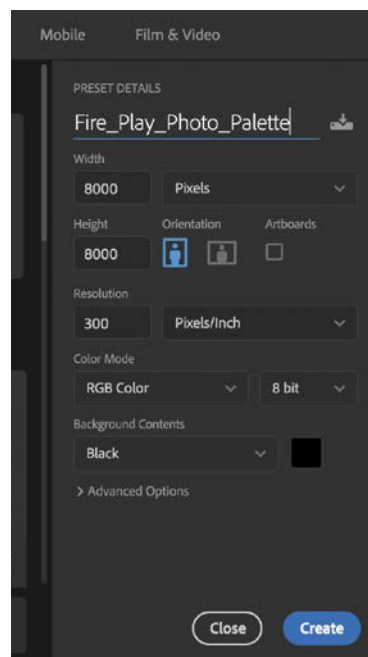 Mobile Film & Video
PRESET DETAILS
Fire_Play_Photo_Palette
Width
8000 Pixels
Height Orientation Artboards
8000
Resolution
300 Pixels/Inch
Color Mode
RGB Color 8 bit
Background Contents
Black
> Advanced Options
Close Create